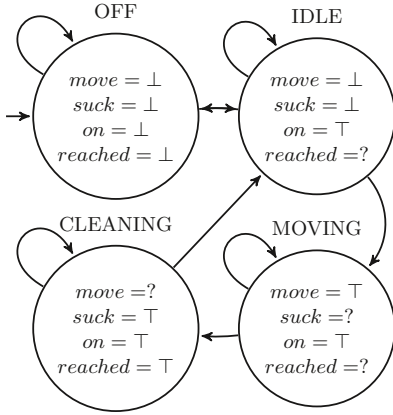 OFF
move = ⊥
suck = ⊥
on = ⊥
reached = ⊥
IDLE
move = ⊥
suck = ⊥
on = ⊤
reached =?
CLEANING
move =?
suck = ⊤
on = ⊤
reached = ⊤
MOVING
move = ⊤
suck =?
on = ⊤
reached =?